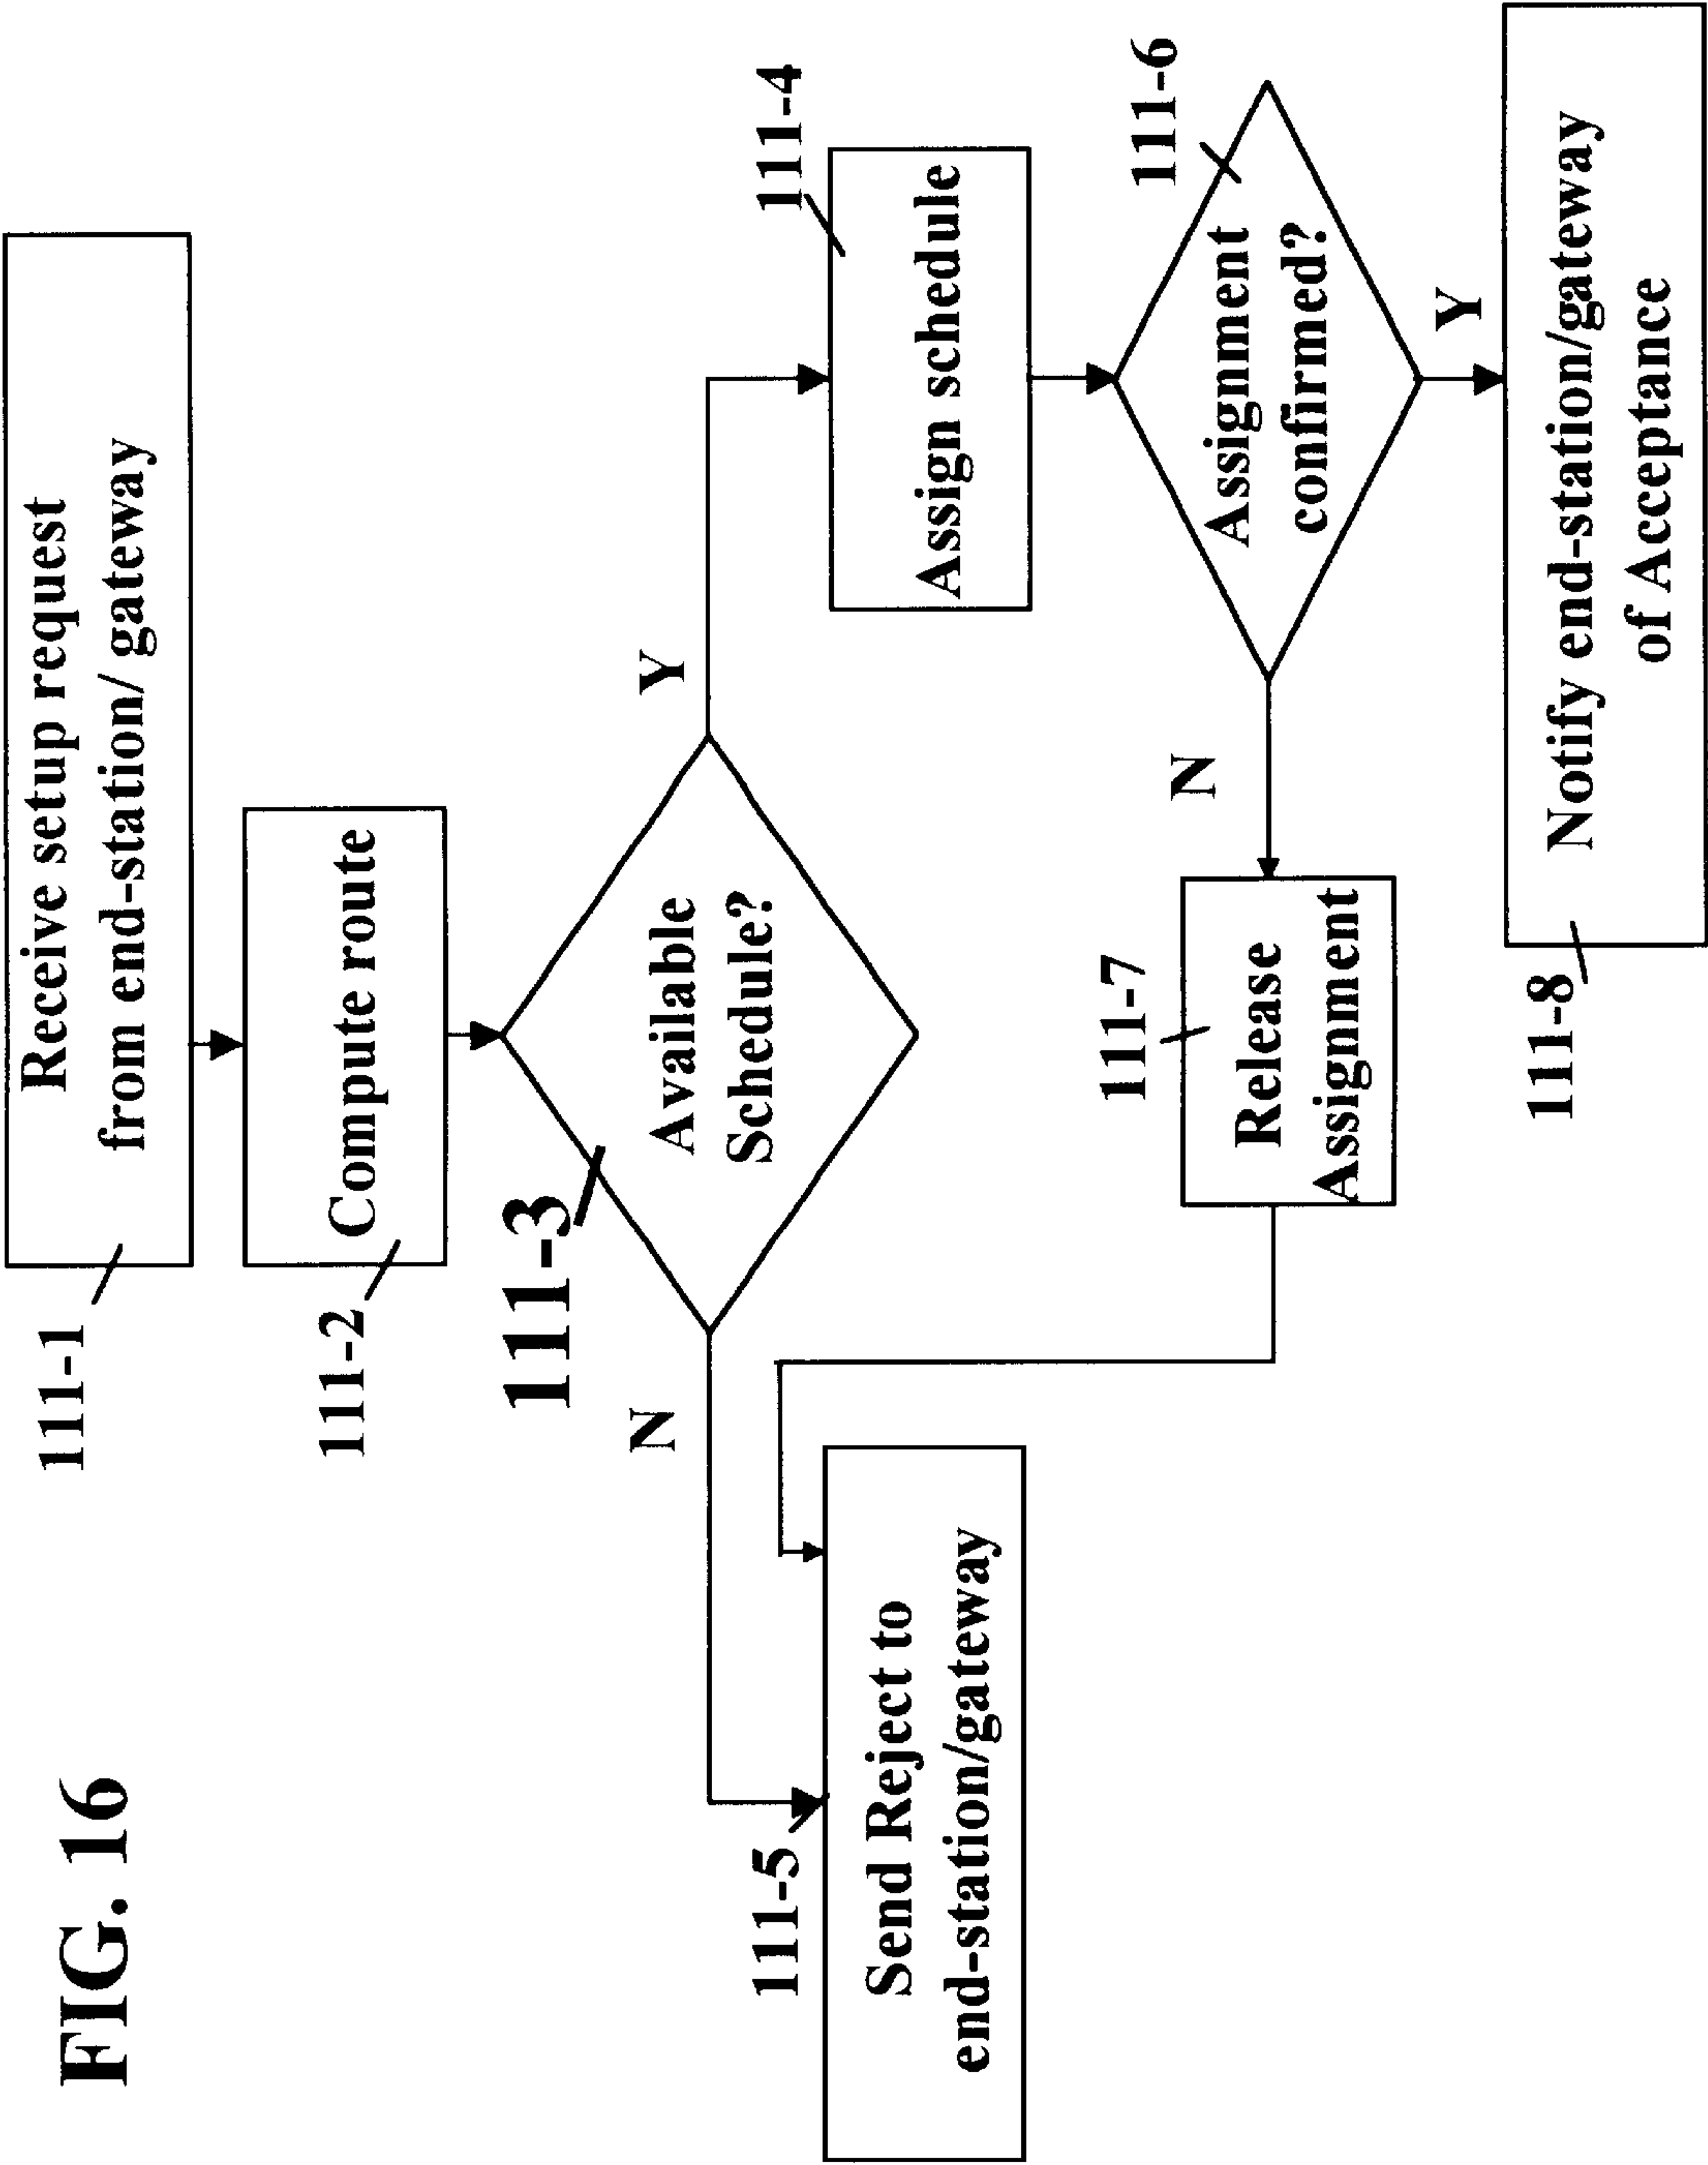 FIG. 16
111-1
Receive setup request
from end-station/ gateway
111-2
Compute route
111-3
Available
Schedule?
N
Y
111-5
Send Reject to
end-station/gateway
111-4
Assign schedule
111-6
Assignment
confirmed?
N
Y
111-7
Release
Assignment
111-8
Notify end-station/gateway
of Acceptance